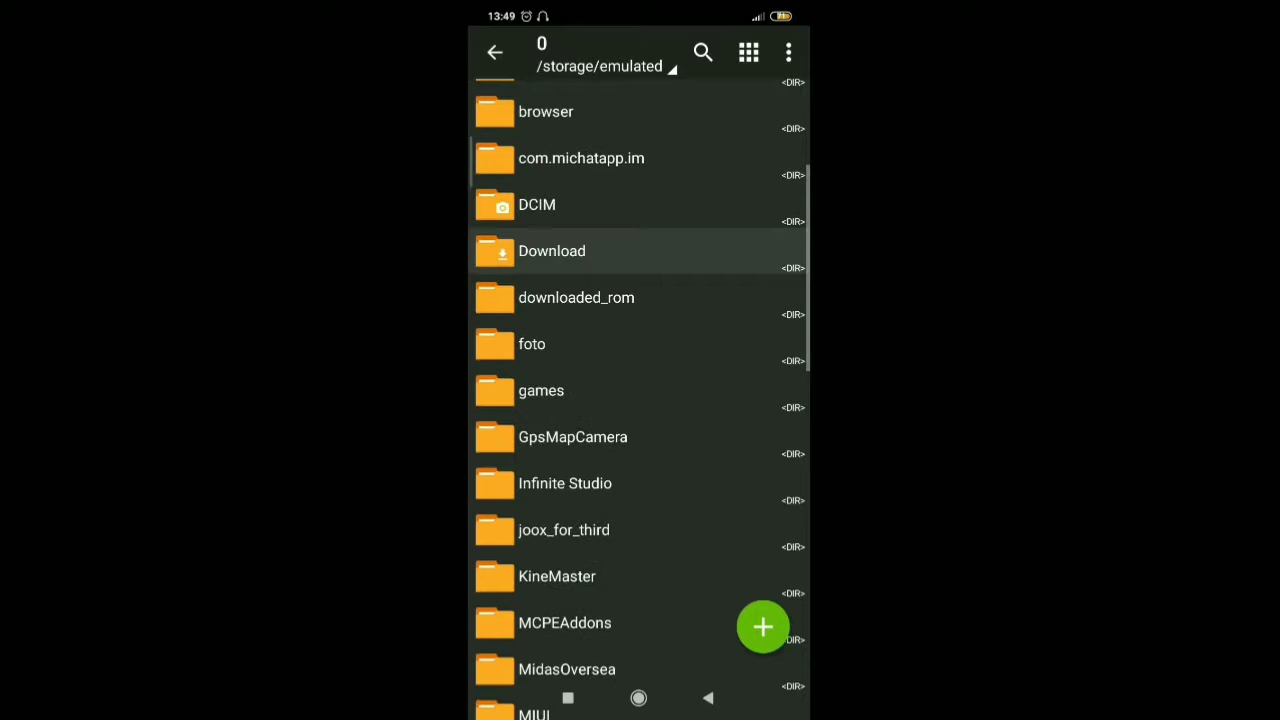 13:49
0
/storage/emulated
<DIR>
browser
<DIR>
com.michatapp.im
<DIR>
DCIM
<DIR>
Download
<DIR>
downloaded_rom
<DIR>
foto
<DIR>
games
<DIR>
GpsMapCamera
<DIR>
Infinite Studio
<DIR>
joox_for_third
<DIR>
KineMaster
<DIR>
MCPEAddons
DIR>
MidasOversea
<DIR>
MIUI